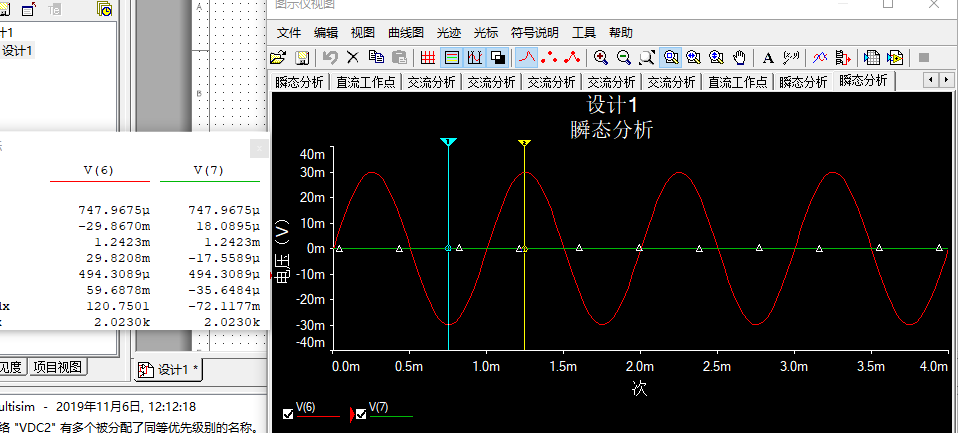 图示仪视图
文件 编辑 视图 曲线图 光迹 光标 符号说明 工具 帮助
瞬态分析 直流工作点 交流分析 交流分析 交流分析 交流分析 交流分析 直流工作点 瞬态分析 瞬态分析
设计1
瞬态分析
计1
设计1
A
B
V(6) V(7)
747.9675µ 747.9675µ
-29.8670m 18.0895µ
1.2423m 1.2423m
29.8208m -17.5589µ
494.3089µ 494.3089µ
59.6878m -35.6484µ
120.7501 -72.1177m
2.0230k 2.0230k
电压（V）
40m
30m
20m
10m
0m
-10m
-20m
-30m
-40m
0.0m 0.5m 1.0m 1.5m 2.0m 2.5m 3.0m 3.5m 4.0m
次
V(6) V(7)
见度 项目视图
设计1 *
ultisim - 2019年11月6日, 12:12:18
络 "VDC2" 有多个被分配了同等优先级别的名称。